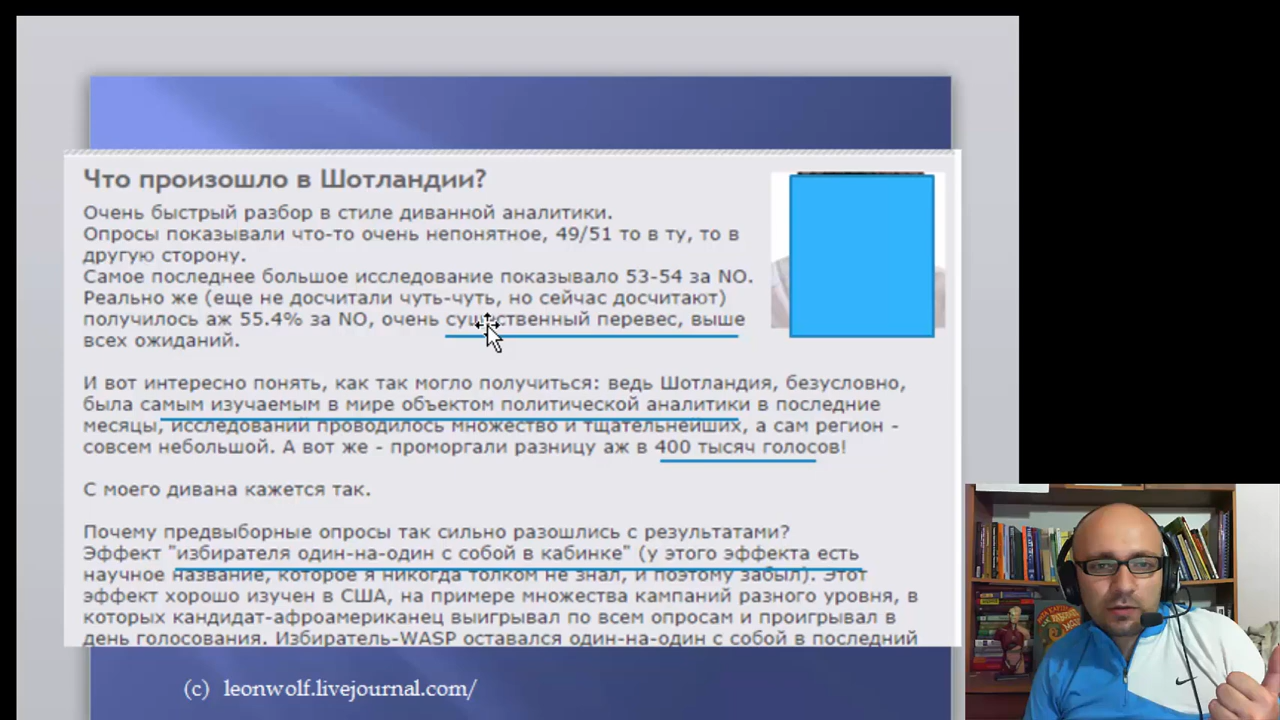 Что произошло в Шотландии?
Очень быстрый разбор в стиле диванной аналитики.
Опросы показывали что-то очень непонятное, 49/51 то в ту, то в
другую сторону.
Самое последнее большое исследование показывало 53-54 за NO.
Реально же (еще не досчитали чуть-чуть, но сейчас досчитают)
получилось аж 55.4% за NO, очень существенный перевес, выше
всех ожиданий.
И вот интересно понять, как так могло получиться: ведь Шотландия, безусловно,
была самым изучаемым в мире объектом политической аналитики в последние
месяцы, исследований проводилось множество и тщательнейших, а сам регион -
совсем небольшой. А вот же - проморгали разницу аж в 400 тысяч голосов!
С моего дивана кажется так.
Почему предвыборные опросы так сильно разошлись с результатами?
Эффект "избирателя один-на-один с собой в кабинке" (у этого эффекта есть
научное название, которое я никогда толком не знал, и поэтому забыл). Этот
эффект хорошо изучен в США, на примере множества кампаний разного уровня, в
которых кандидат-афроамериканец выигрывал по всем опросам и проигрывал в
день голосования. Избиратель-WASP оставался один-на-один с собой в последний
(c) leonwolf.livejournal.com/